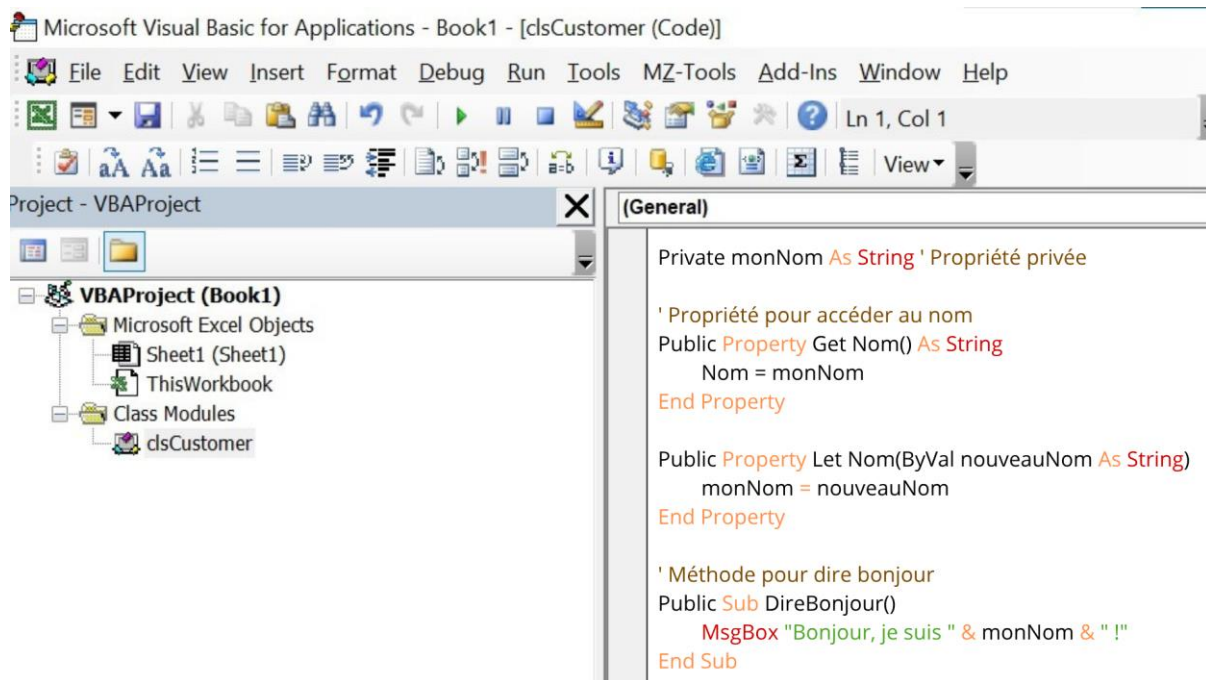 Microsoft Visual Basic for Applications - Book1 - [clsCustomer (Code)]
File Edit View Insert Format Debug Run Tools MZ-Tools Add-Ins Window Help
Ln 1, Col 1
View
Project - VBAProject
(General)
VBAProject (Book1)
Microsoft Excel Objects
Sheet1 (Sheet1)
ThisWorkbook
Class Modules
clsCustomer
Private monNom As String ' Propriété privée
' Propriété pour accéder au nom
Public Property Get Nom() As String
Nom = monNom
End Property
Public Property Let Nom(ByVal nouveauNom As String)
monNom = nouveauNom
End Property
' Méthode pour dire bonjour
Public Sub DireBonjour()
MsgBox "Bonjour, je suis " & monNom & " !"
End Sub